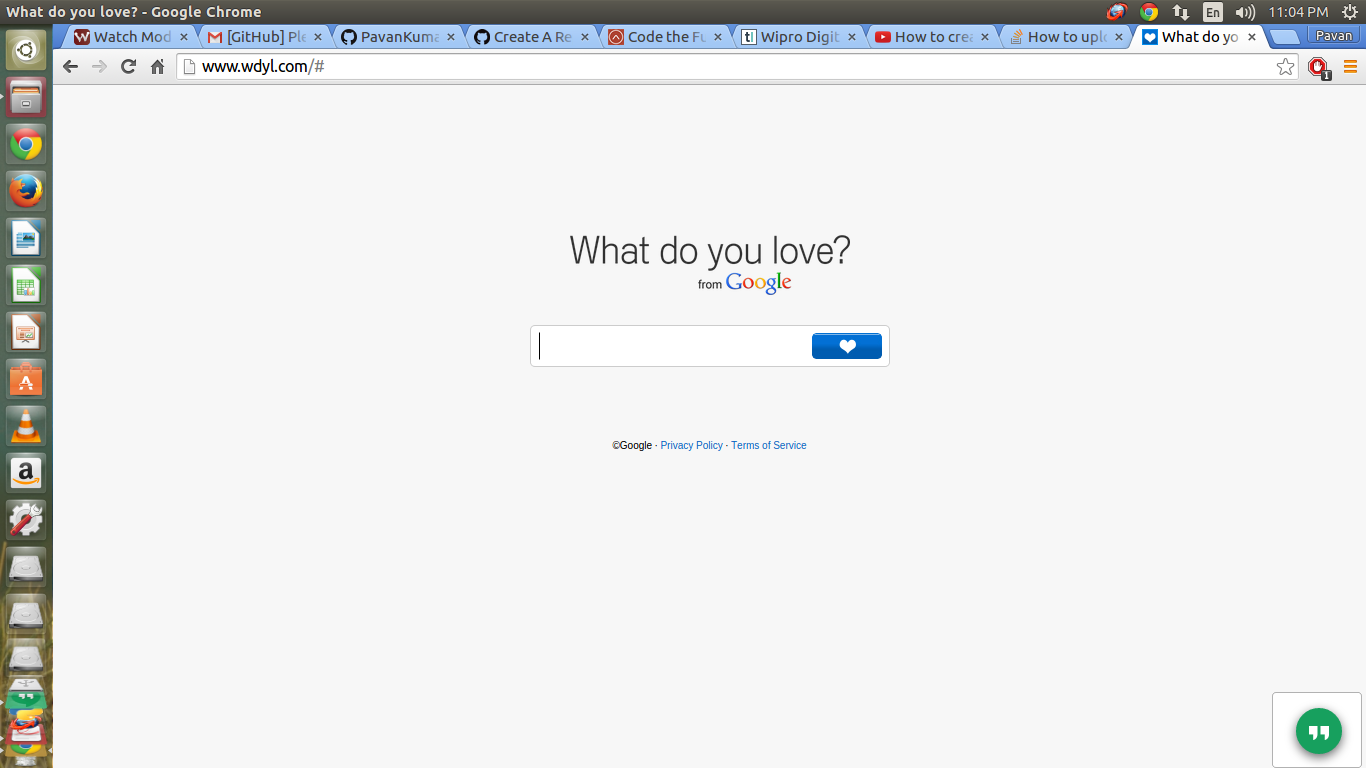 What do you love? - Google Chrome
En
11:04 PM
Watch Mod
[GitHub] Ple
PavanKuma
Create A Re
Code the Fu
Wipro Digit
How to crea
How to uplo
What do yo
Pavan
www.wdyl.com/#
1
What do you love?
from Google
©Google · Privacy Policy · Terms of Service